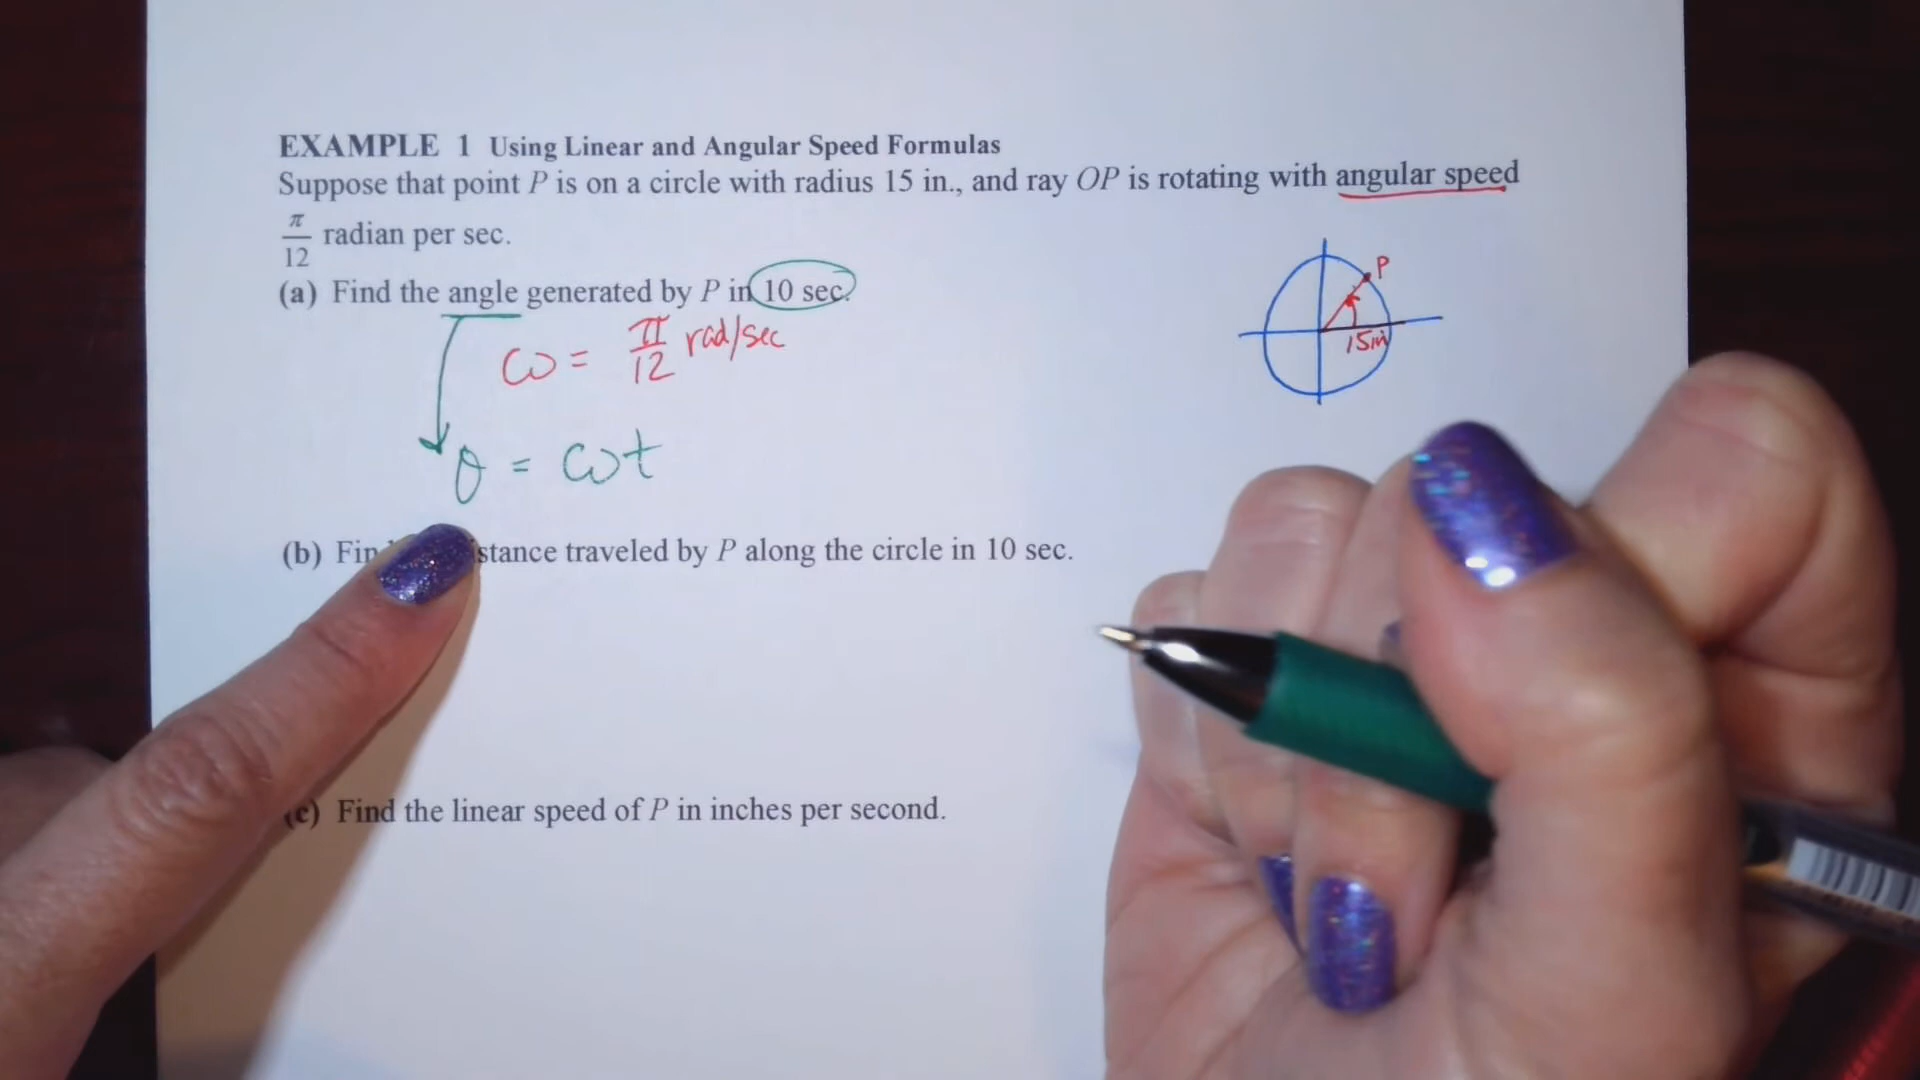 EXAMPLE 1 Using Linear and Angular Speed Formulas
Suppose that point P is on a circle with radius 15 in., and ray OP is rotating with angular speed
π/12 radian per sec.
(a) Find the angle generated by P in 10 sec.
ω = π/12 rad/sec
θ = ωt
P
15in
(b) stance traveled by P along the circle in 10 sec.
(c) Find the linear speed of P in inches per second.